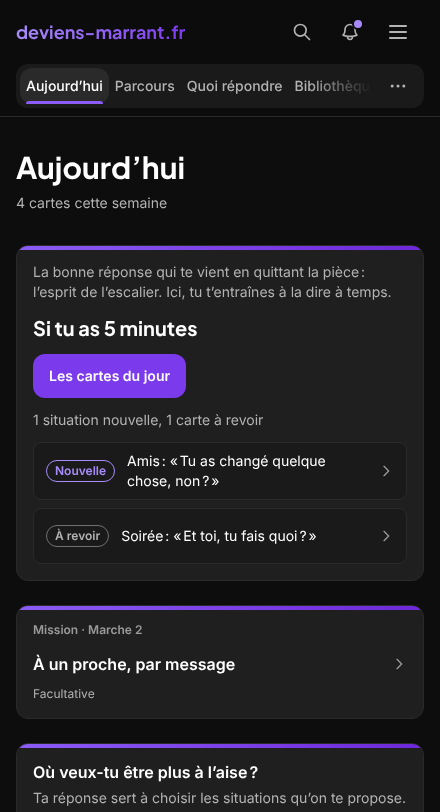 deviens-marrant.fr
Aujourd’hui Parcours Quoi répondre Bibliothèqu
Aujourd’hui
4 cartes cette semaine
La bonne réponse qui te vient en quittant la pièce :
l’esprit de l’escalier. Ici, tu t’entraînes à la dire à temps.
Si tu as 5 minutes
Les cartes du jour
1 situation nouvelle, 1 carte à revoir
Nouvelle
Amis : « Tu as changé quelque
chose, non ? »
À revoir
Soirée : « Et toi, tu fais quoi ? »
Mission · Marche 2
À un proche, par message
Facultative
Où veux-tu être plus à l’aise ?
Ta réponse sert à choisir les situations qu’on te propose.